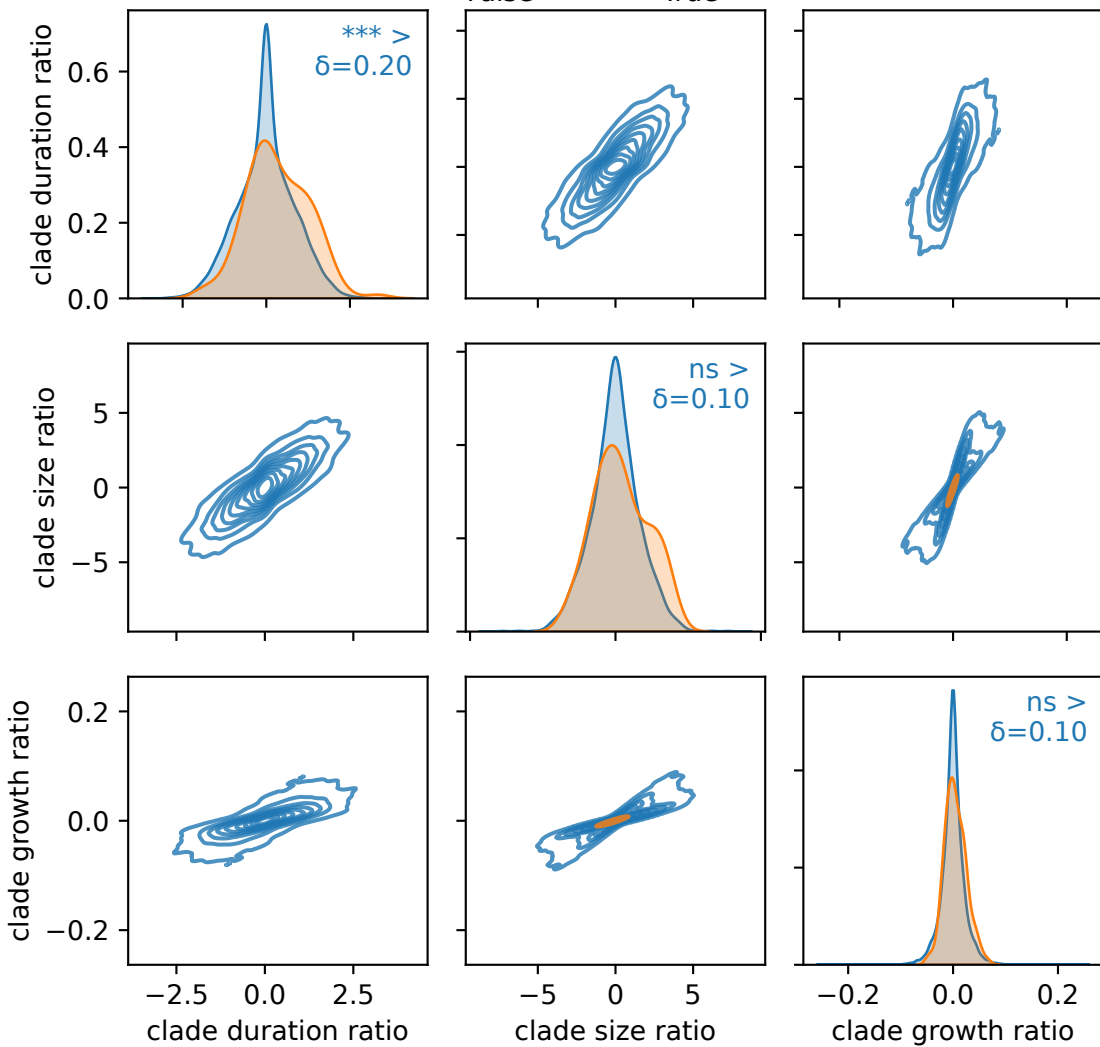 *** >
δ=0.20
clade duration ratio
0.6
0.4
0.2
0.0
ns >
δ=0.10
clade size ratio
5
0
−5
ns >
δ=0.10
clade growth ratio
0.2
0.0
−0.2
−2.5 0.0 2.5 −5 0 5 −0.2 0.0 0.2
clade duration ratio clade size ratio clade growth ratio